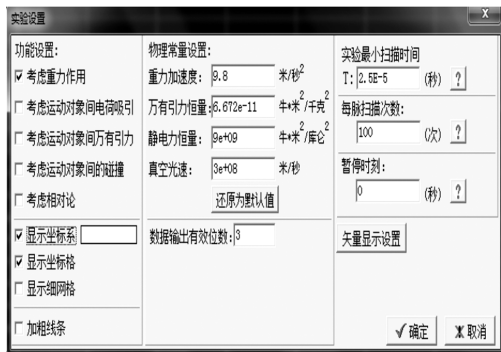 实验设置
功能设置:
考虑重力作用
考虑运动对象间电荷吸引
考虑运动对象间万有引力
考虑运动对象间的碰撞
考虑相对论
显示坐标系
显示坐标格
显示细网格
加粗线条
物理常量设置:
重力加速度: 9.8 米/秒²
万有引力恒量: 6.672e-11 牛*米²/千克²
静电力恒量: 9e+09 牛*米²/库仑²
真空光速: 3e+08 米/秒
还原为默认值
数据输出有效位数: 3
实验最小扫描时间
T: 2.5E-5 (秒) ?
每脉扫描次数:
100 (次) ?
暂停时刻:
0 (秒) ?
矢量显示设置
确定 取消